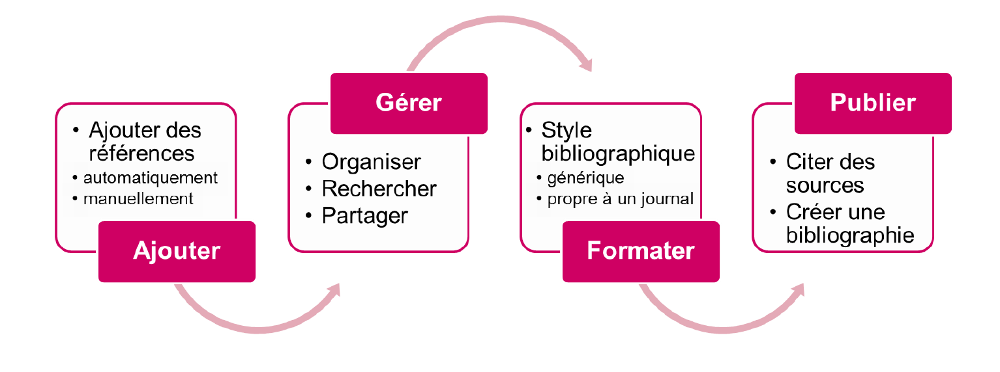 • Ajouter des
références
• automatiquement
• manuellement
Ajouter
Gérer
• Organiser
• Rechercher
• Partager
• Style
bibliographique
• générique
• propre à un journal
Formater
Publier
• Citer des
sources
• Créer une
bibliographie